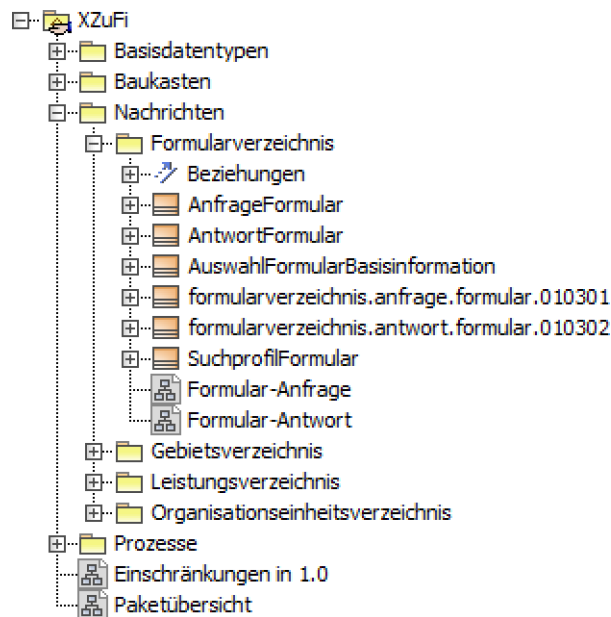 XZuFi
Basisdatentypen
Baukasten
Nachrichten
Formularverzeichnis
Beziehungen
AnfrageFormular
AntwortFormular
AuswahlFormularBasisinformation
formularverzeichnis.anfrage.formular.010301
formularverzeichnis.antwort.formular.010302
SuchprofilFormular
Formular-Anfrage
Formular-Antwort
Gebietsverzeichnis
Leistungsverzeichnis
Organisationseinheitsverzeichnis
Prozesse
Einschränkungen in 1.0
Paketübersicht